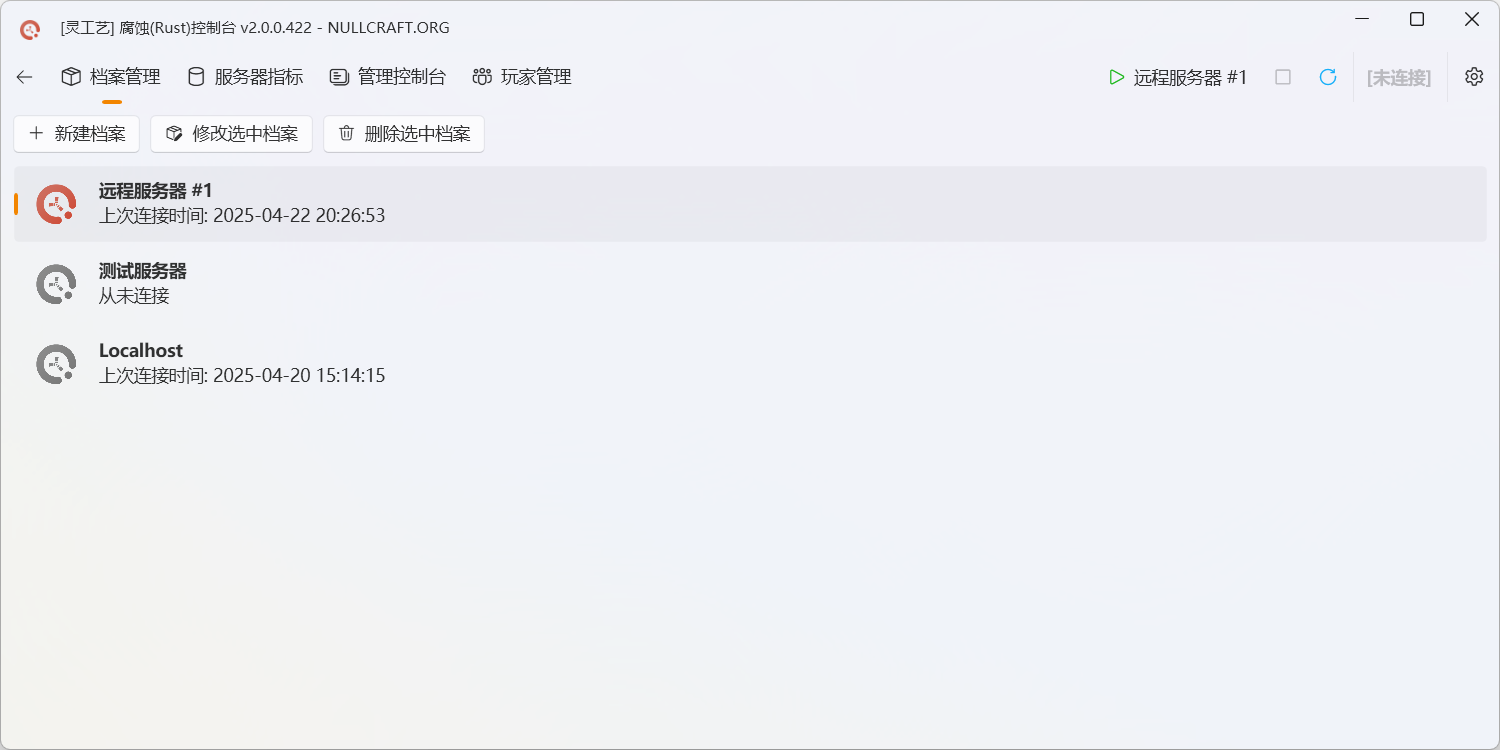 [灵工艺] 腐蚀(Rust)控制台 v2.0.0.422 - NULLCRAFT.ORG
档案管理 服务器指标 管理控制台 玩家管理 远程服务器 #1 [未连接]
新建档案 修改选中档案 删除选中档案
远程服务器 #1
上次连接时间: 2025-04-22 20:26:53
测试服务器
从未连接
Localhost
上次连接时间: 2025-04-20 15:14:15